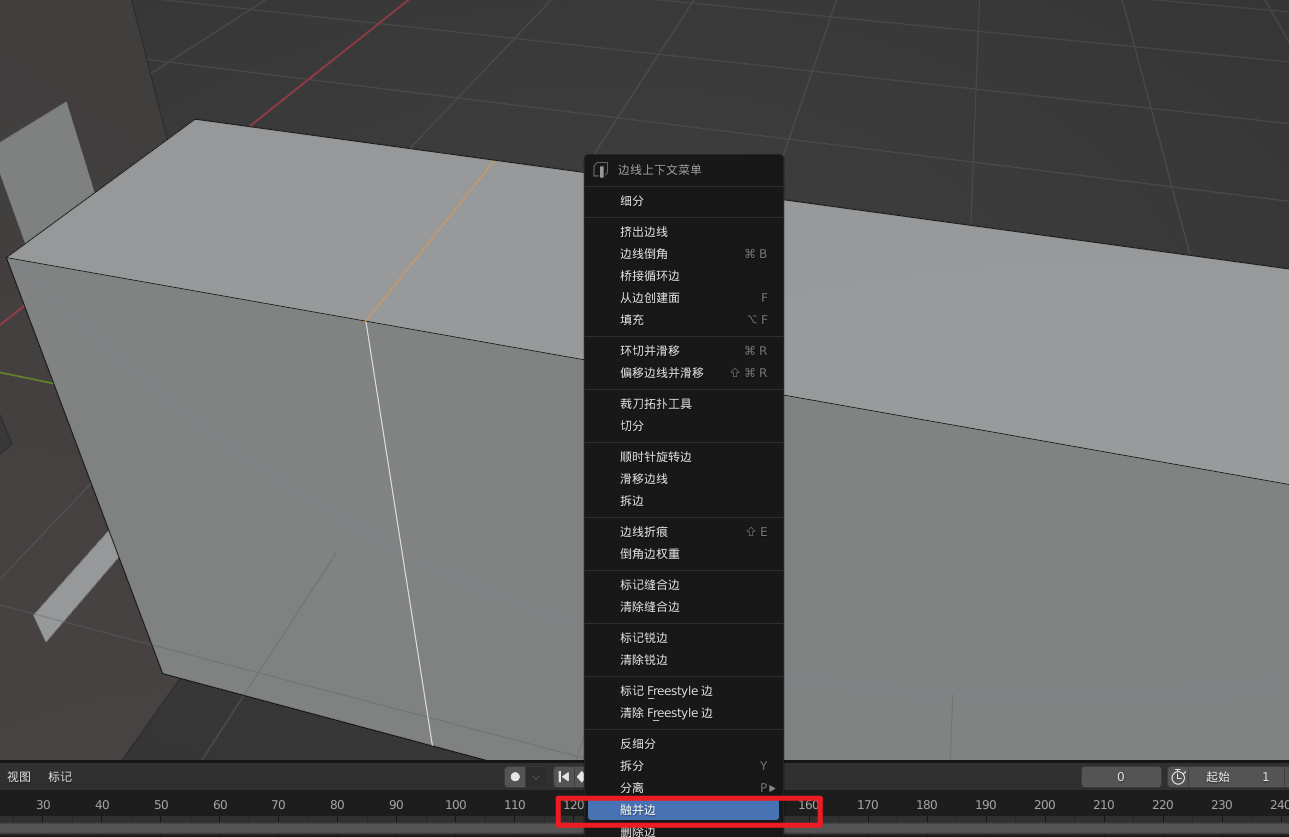 边线上下文菜单
细分
挤出边线
边线倒角 ⌘ B
桥接循环边
从边创建面 F
填充 ⌥ F
环切并滑移 ⌘ R
偏移边线并滑移 ⇧ ⌘ R
裁刀拓扑工具
切分
顺时针旋转边
滑移边线
拆边
边线折痕 ⇧ E
倒角边权重
标记缝合边
清除缝合边
标记锐边
清除锐边
标记 Freestyle 边
清除 Freestyle 边
反细分
拆分 Y
分离 P
融并边
删除边
视图 标记 0 起始 1
30 40 50 60 70 80 90 100 110 120 160 170 180 190 200 210 220 230 240